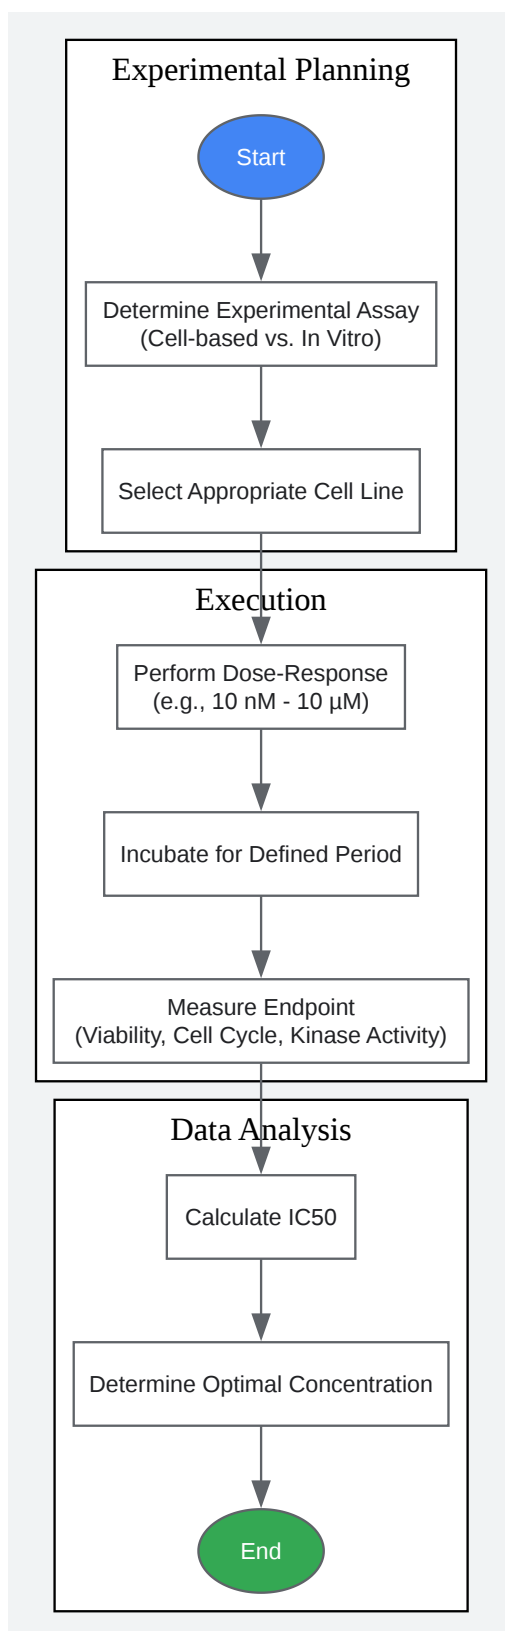 Experimental Planning
Start
Determine Experimental Assay
(Cell-based vs. In Vitro)
Select Appropriate Cell Line
Execution
Perform Dose-Response
(e.g., 10 nM - 10 µM)
Incubate for Defined Period
Measure Endpoint
(Viability, Cell Cycle, Kinase Activity)
Data Analysis
Calculate IC50
Determine Optimal Concentration
End